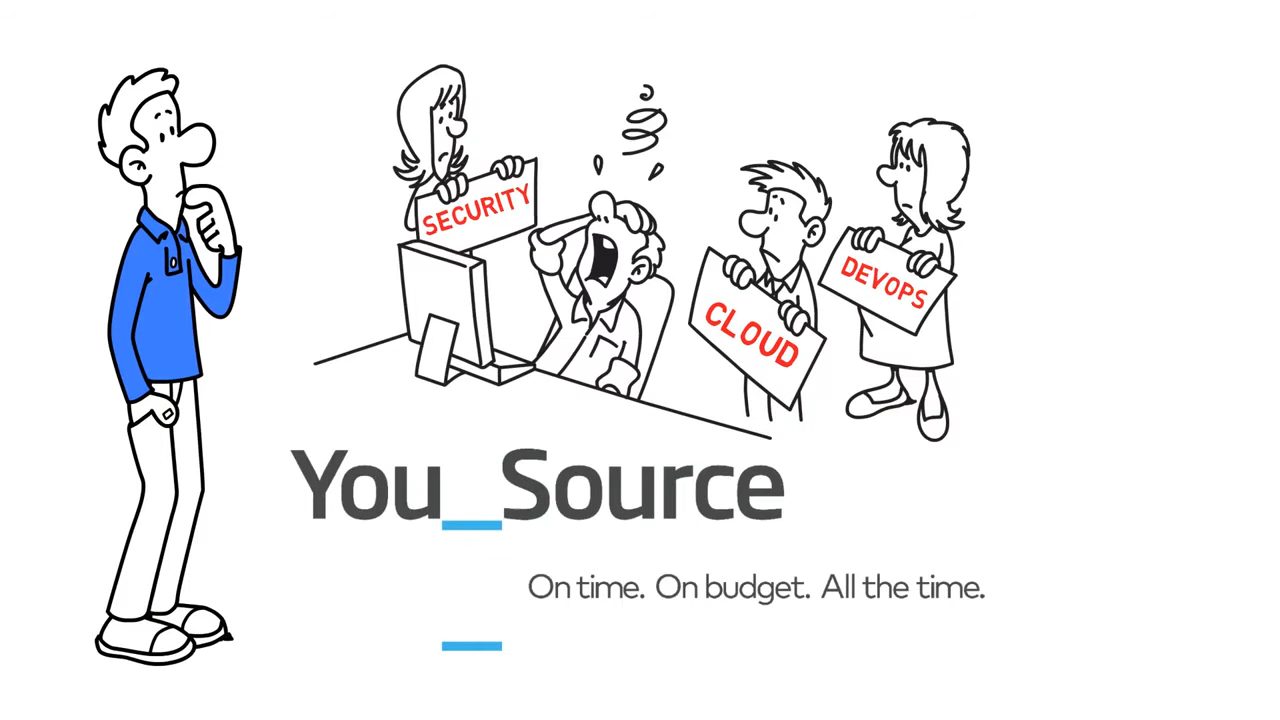 SECURITY
CLOUD
DEVOPS
You_Source
On time. On budget. All the time.